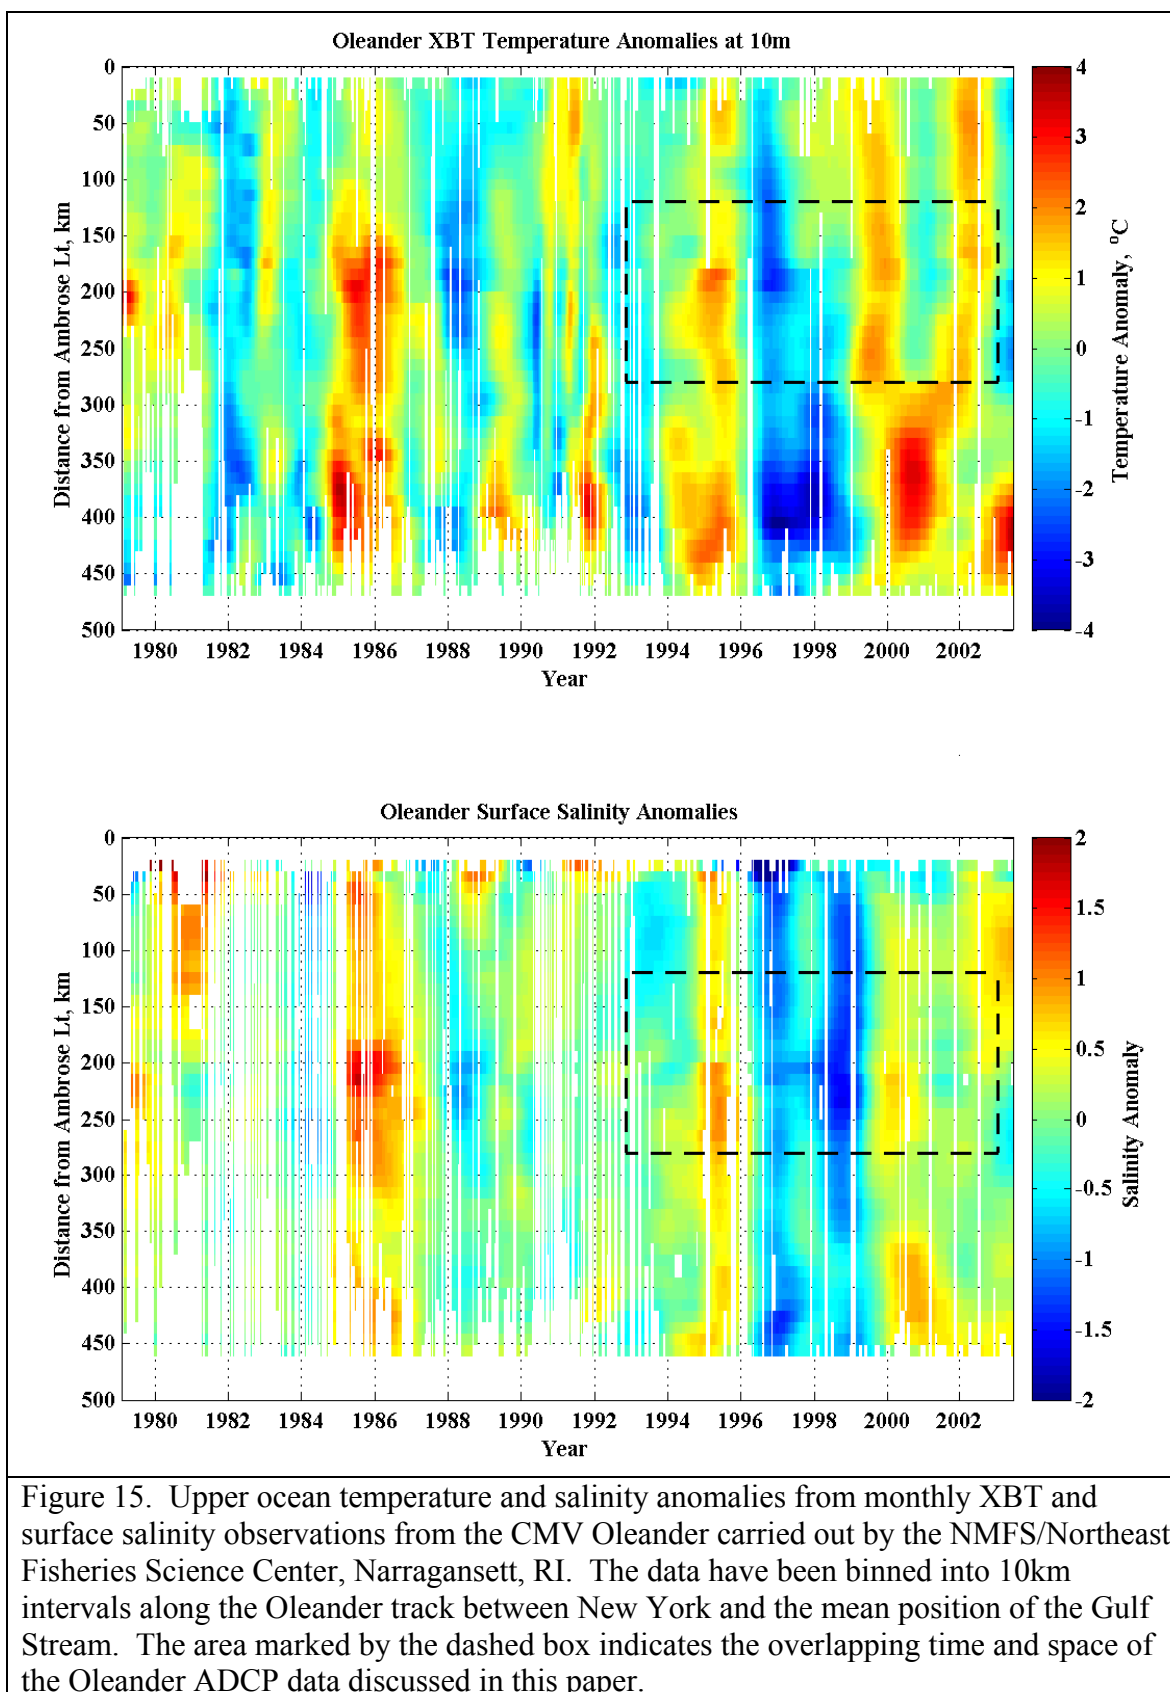 Oleander XBT Temperature Anomalies at 10m
0
50
100
150
200
250
300
350
400
450
500
Distance from Ambrose Lt, km
1980 1982 1984 1986 1988 1990 1992 1994 1996 1998 2000 2002
Year
4
3
2
1
0
-1
-2
-3
-4
Temperature Anomaly, °C
Oleander Surface Salinity Anomalies
0
50
100
150
200
250
300
350
400
450
500
Distance from Ambrose Lt, km
1980 1982 1984 1986 1988 1990 1992 1994 1996 1998 2000 2002
Year
2
1.5
1
0.5
0
-0.5
-1
-1.5
-2
Salinity Anomaly
Figure 15. Upper ocean temperature and salinity anomalies from monthly XBT and
surface salinity observations from the CMV Oleander carried out by the NMFS/Northeast
Fisheries Science Center, Narragansett, RI. The data have been binned into 10km
intervals along the Oleander track between New York and the mean position of the Gulf
Stream. The area marked by the dashed box indicates the overlapping time and space of
the Oleander ADCP data discussed in this paper.